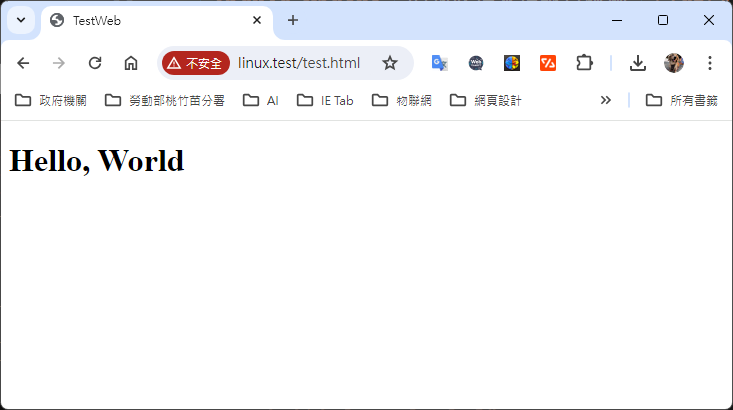 TestWeb
不安全 linux.test/test.html
政府機關 勞動部桃竹苗分署 AI IE Tab 物聯網 網頁設計 所有書籤
Hello, World